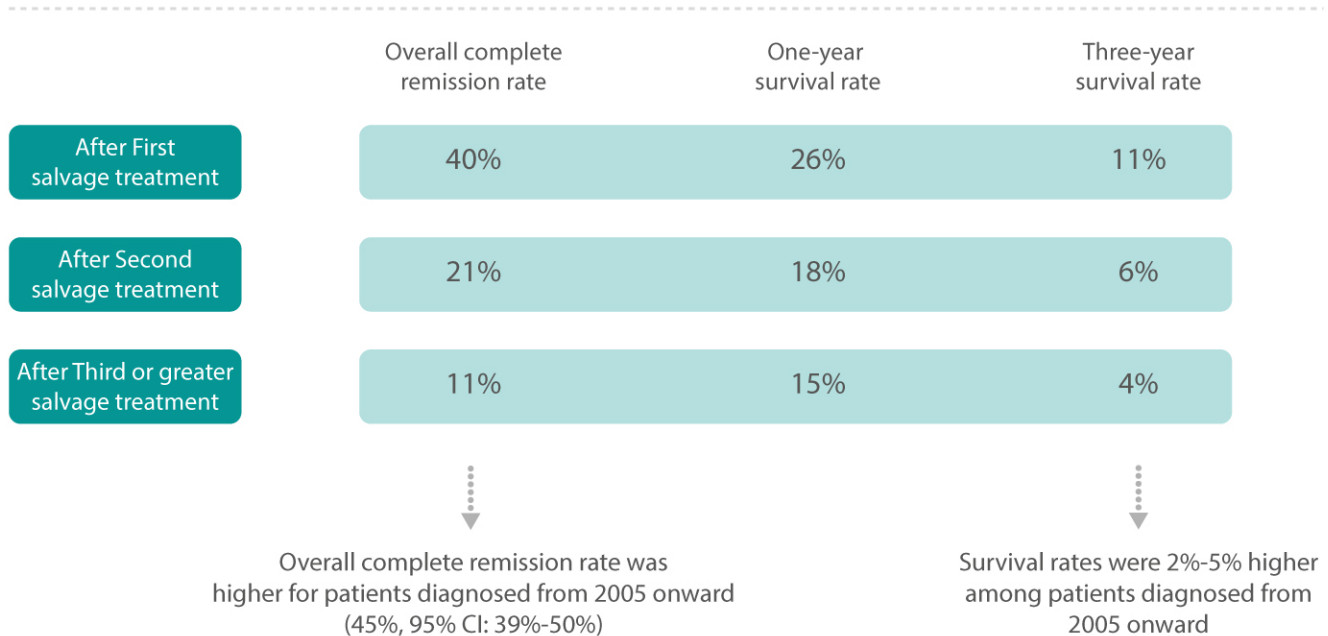 Overall complete
remission rate
One-year
survival rate
Three-year
survival rate
After First
salvage treatment
40%
26%
11%
After Second
salvage treatment
21%
18%
6%
After Third or greater
salvage treatment
11%
15%
4%
Overall complete remission rate was
higher for patients diagnosed from 2005 onward
(45%, 95% CI: 39%-50%)
Survival rates were 2%-5% higher
among patients diagnosed from
2005 onward